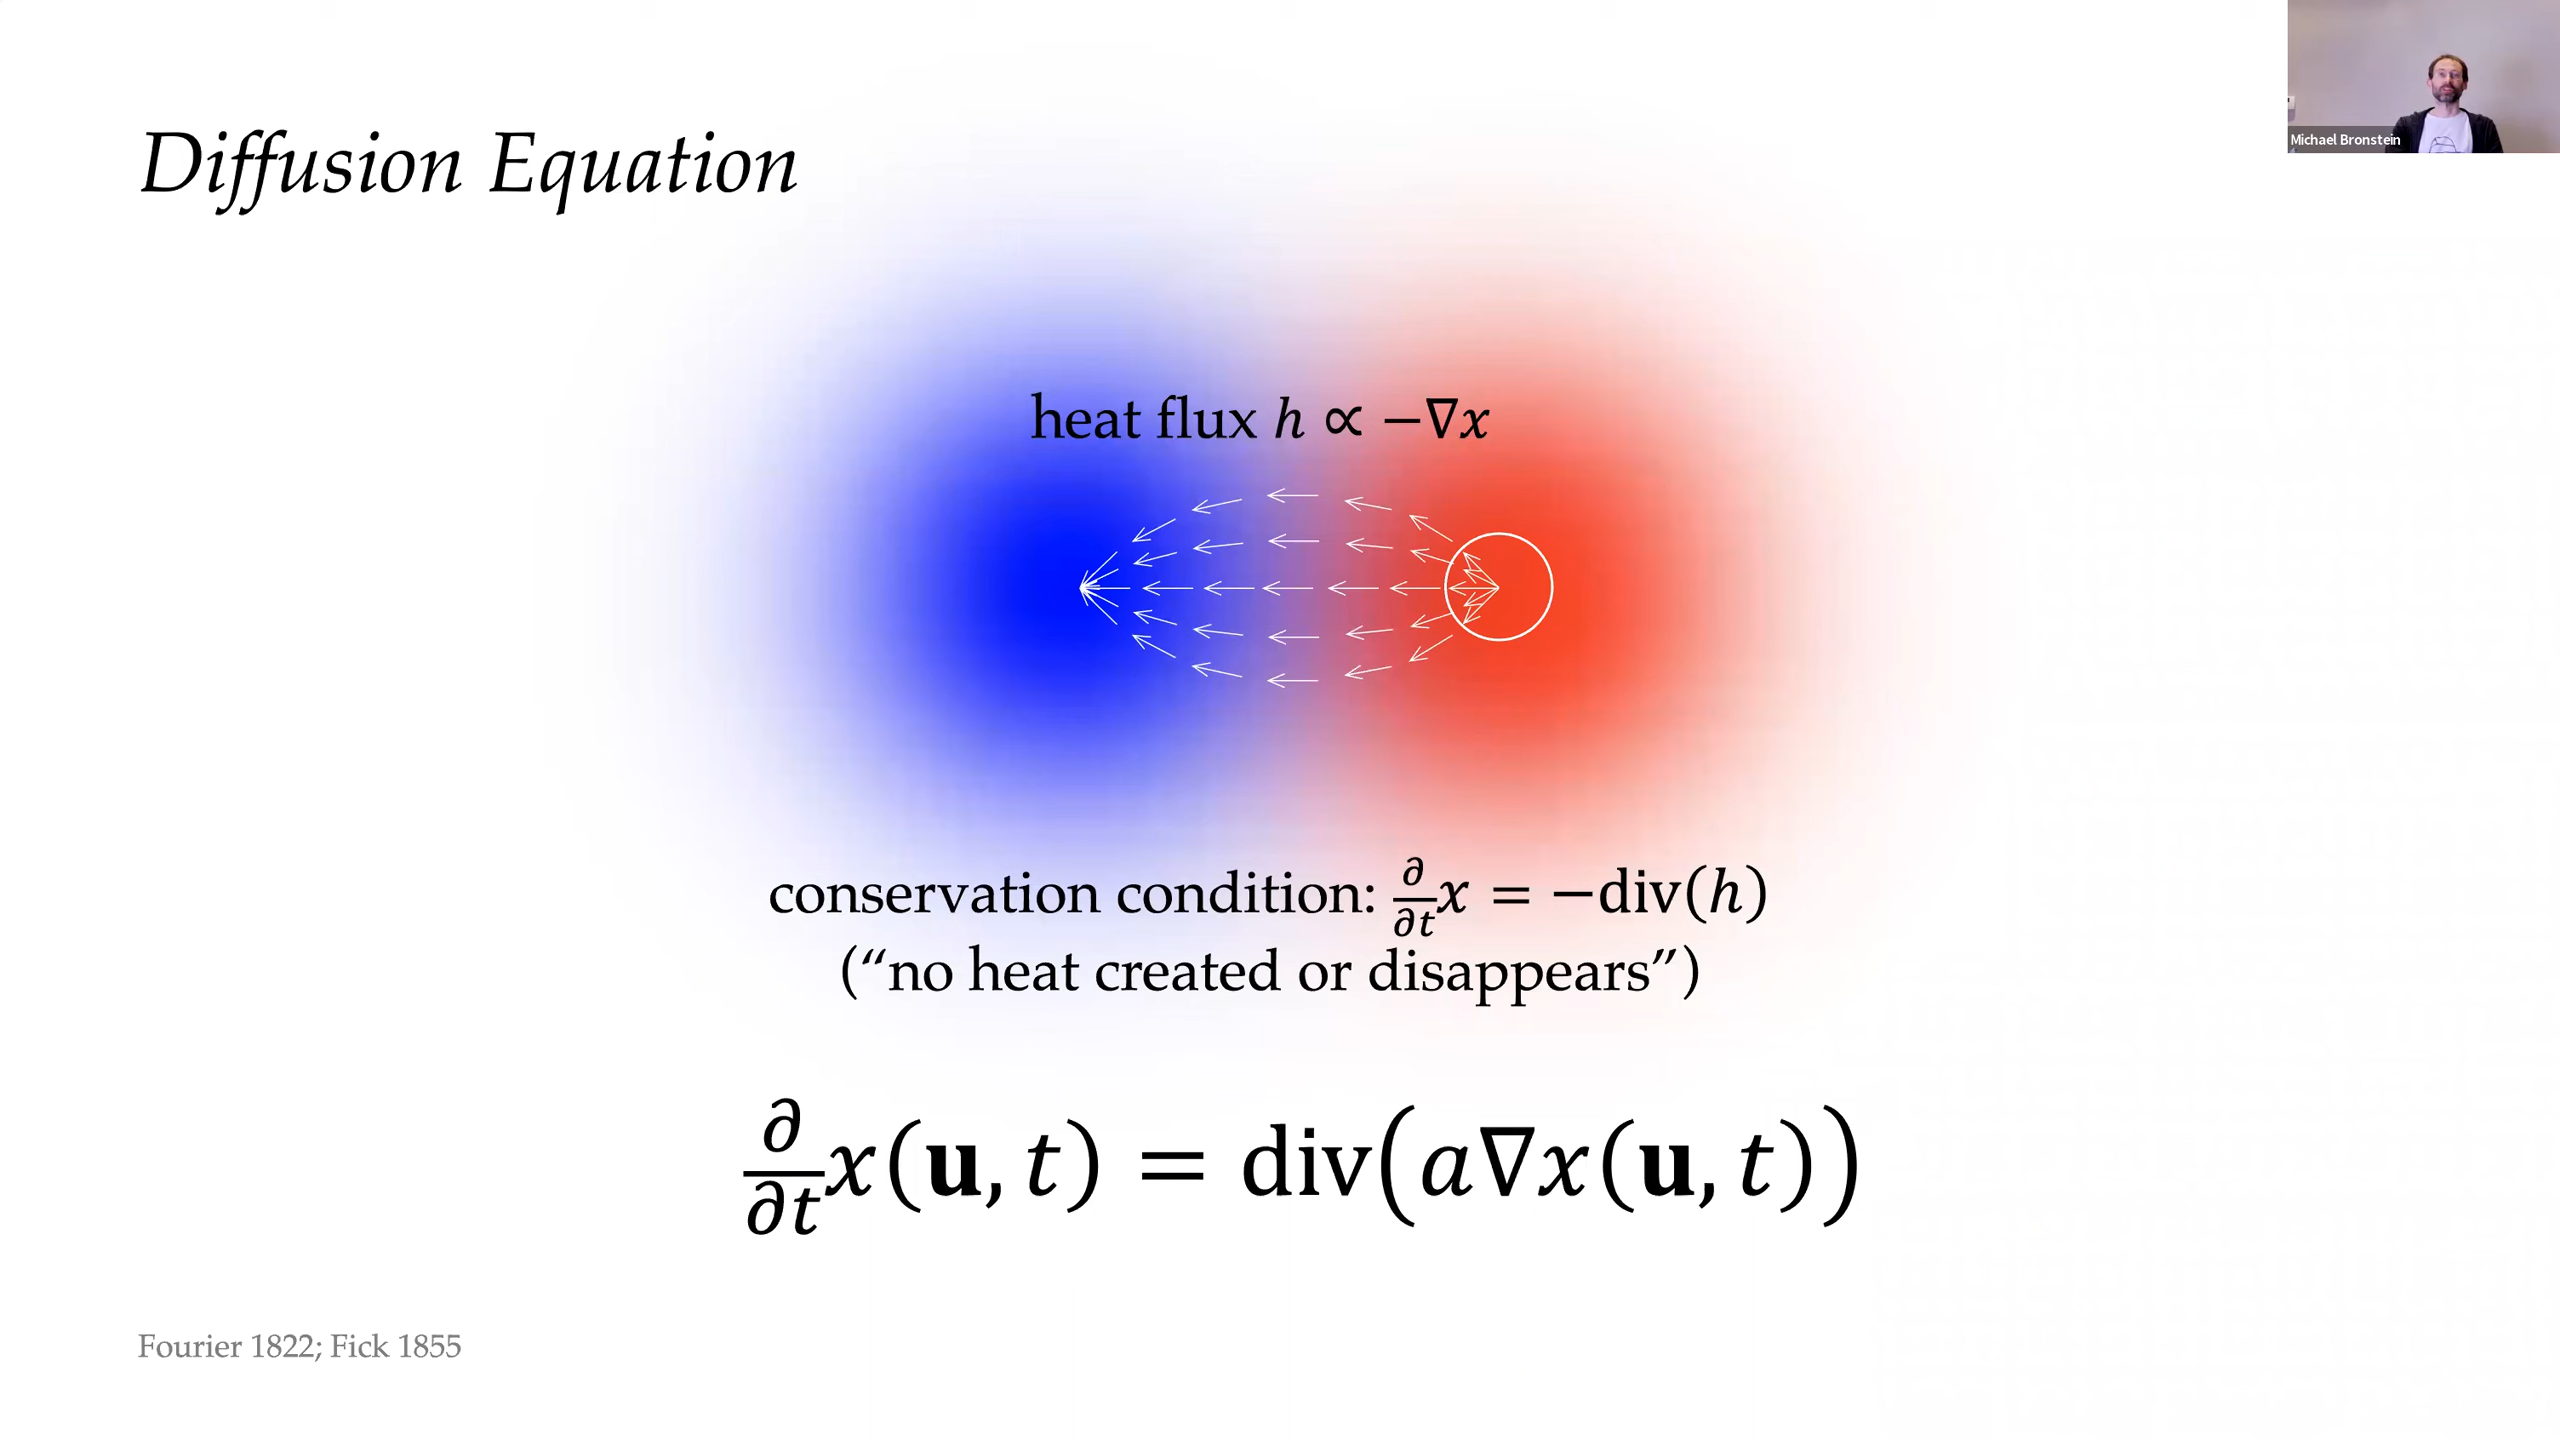 Diffusion Equation
Michael Bronstein
heat flux h ∝ −∇x
conservation condition: ∂/∂t x = −div(h)
(“no heat created or disappears”)
∂/∂t x(𝐮, t) = div(a∇x(𝐮, t))
Fourier 1822; Fick 1855